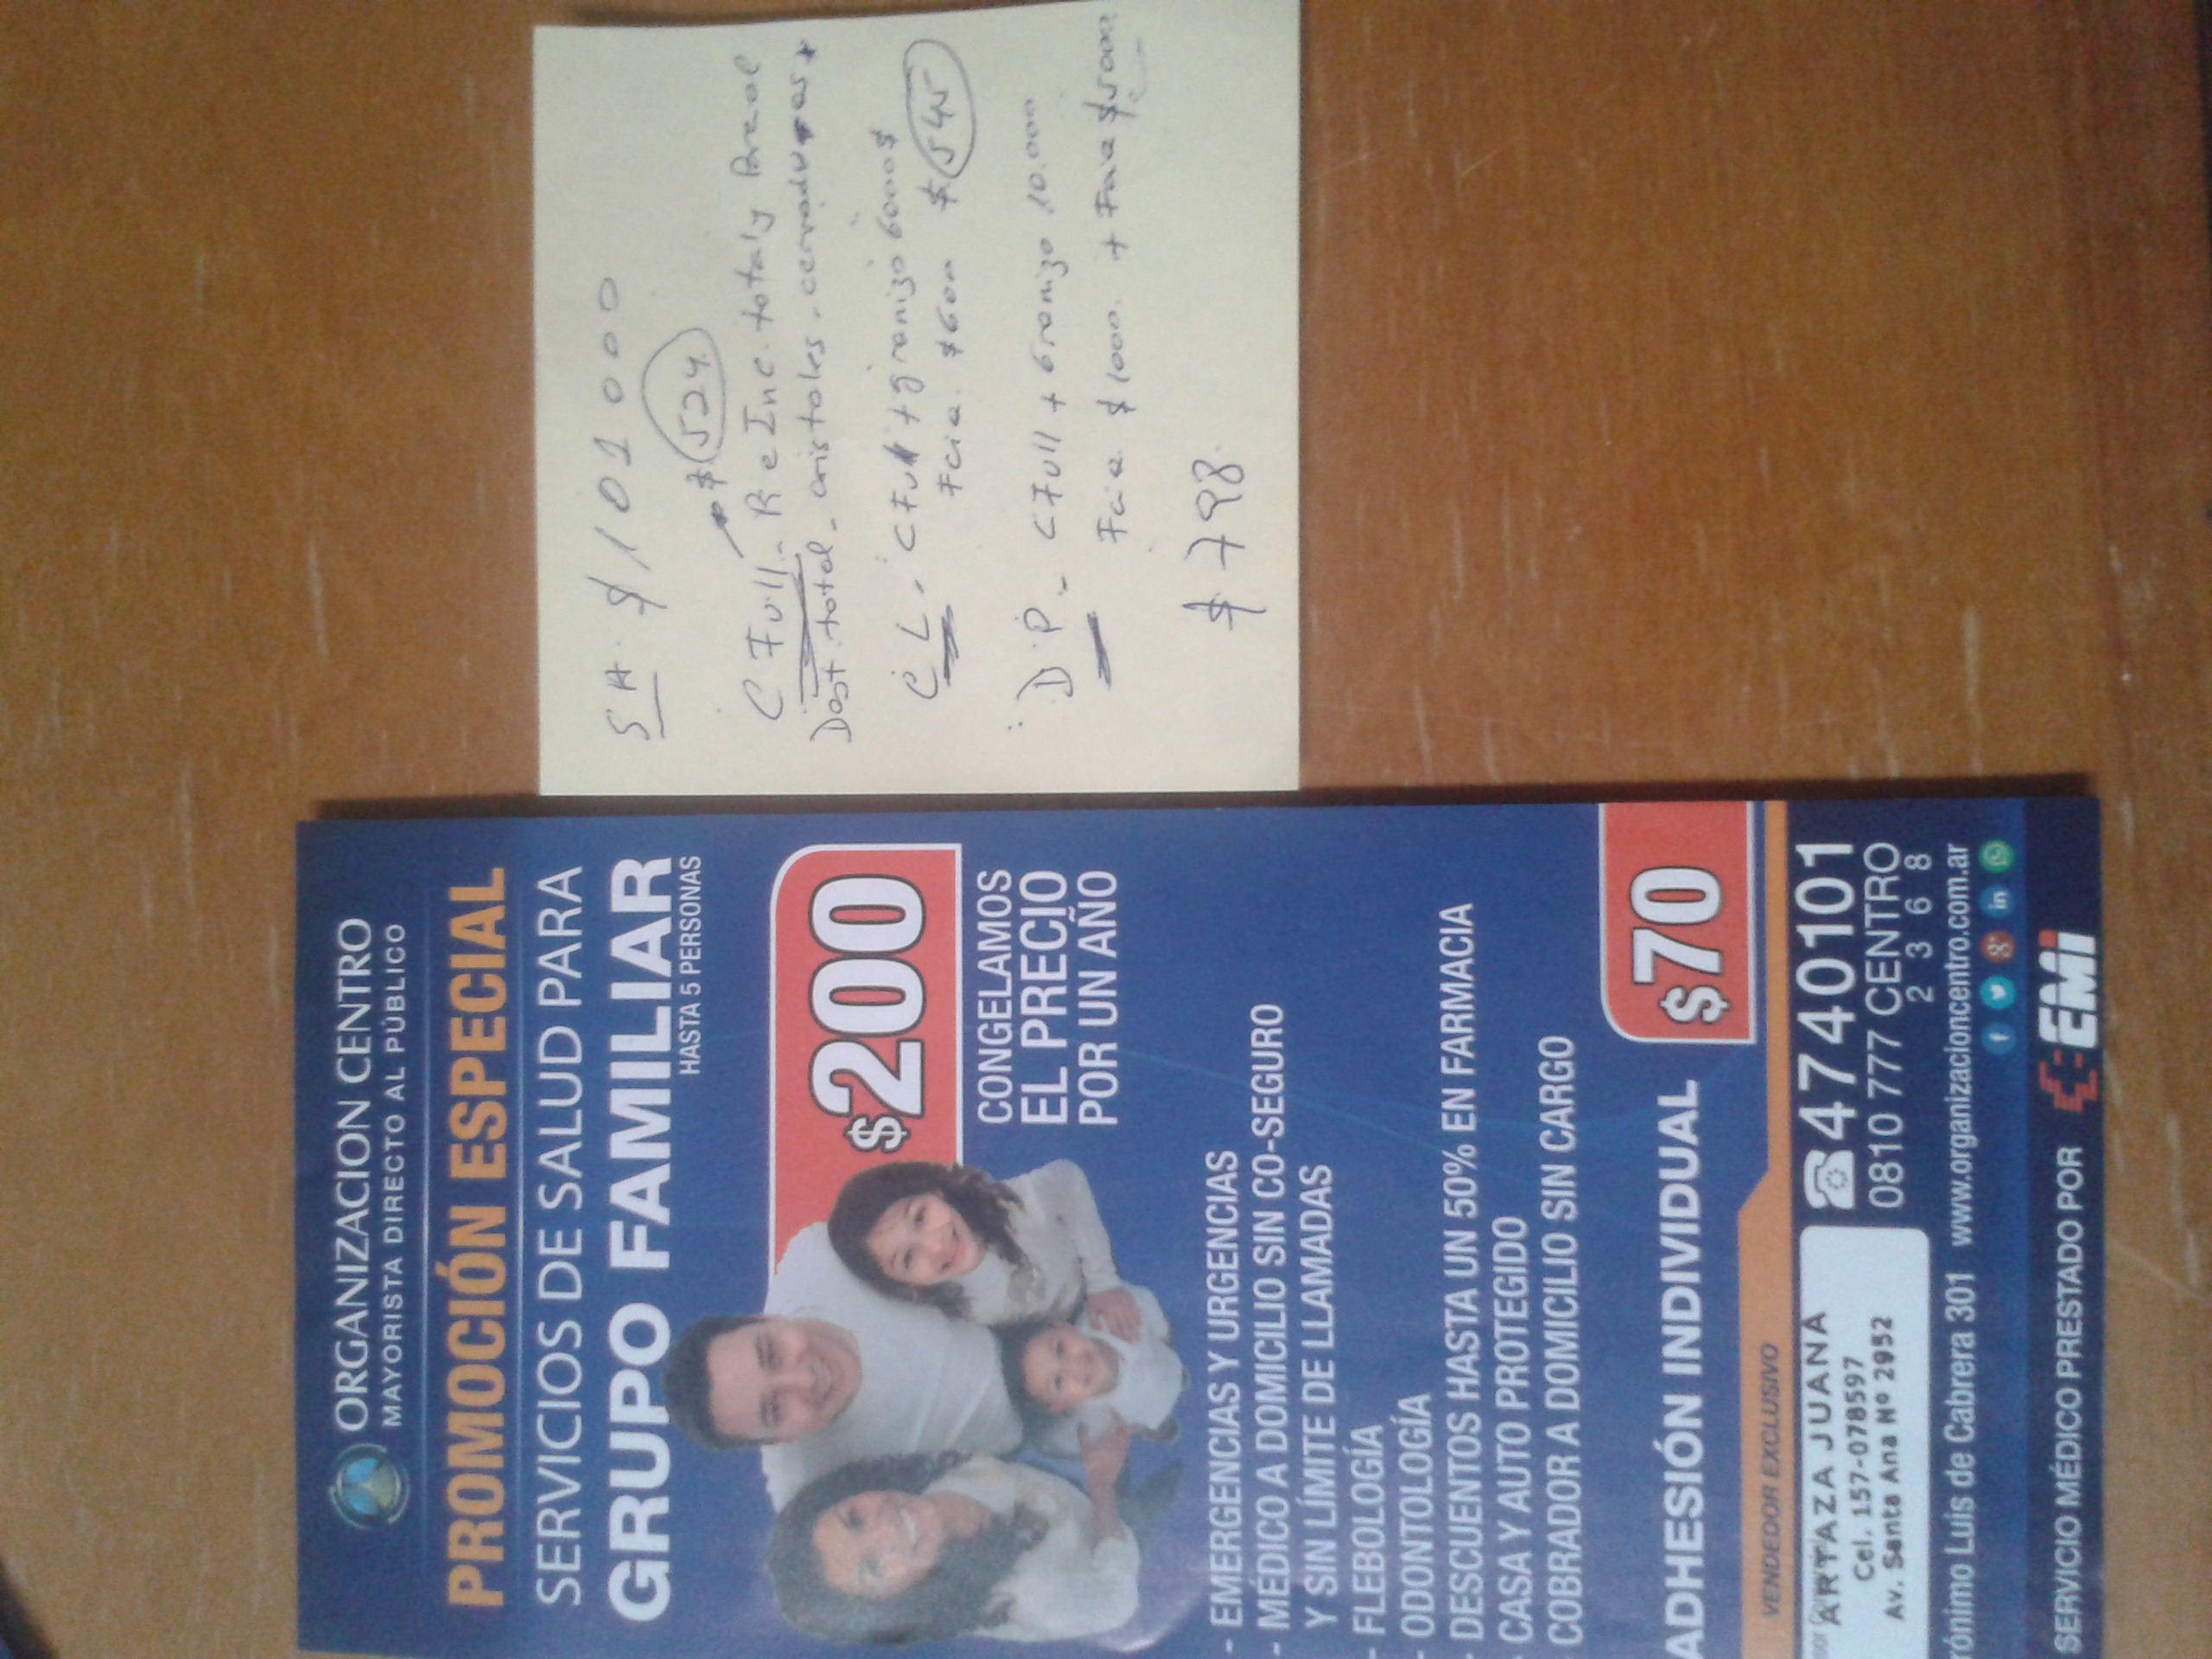 ORGANIZACION CENTRO
MAYORISTA DIRECTO AL PÚBLICO
PROMOCIÓN ESPECIAL
SERVICIOS DE SALUD PARA
GRUPO FAMILIAR
HASTA 5 PERSONAS
$200
CONGELAMOS
EL PRECIO
POR UN AÑO
- EMERGENCIAS Y URGENCIAS
- MÉDICO A DOMICILIO SIN CO-SEGURO
Y SIN LÍMITE DE LLAMADAS
- FLEBOLOGÍA
- ODONTOLOGÍA
- DESCUENTOS HASTA UN 50% EN FARMACIA
- CASA Y AUTO PROTEGIDO
COBRADOR A DOMICILIO SIN CARGO
ADHESIÓN INDIVIDUAL $70
VENDEDOR EXCLUSIVO
ARTAZA JUANA
Cel. 157-078597
Av. Santa Ana Nº 2952
4740101
0810 777 CENTRO
2 3 6 8
rónimo Luis de Cabrera 301 www.organizacioncentro.com.ar
SERVICIO MÉDICO PRESTADO POR EMI
SA. $101000
$ 524
C Full - R e Inc. total y
Dest. total - cristales - cerraduras
CL - C Full + granizo 6000$
Fcia. $600 $ 545
D P - C Full + Granizo 10.000
Fcia $1000. + Fcia $5000
$798